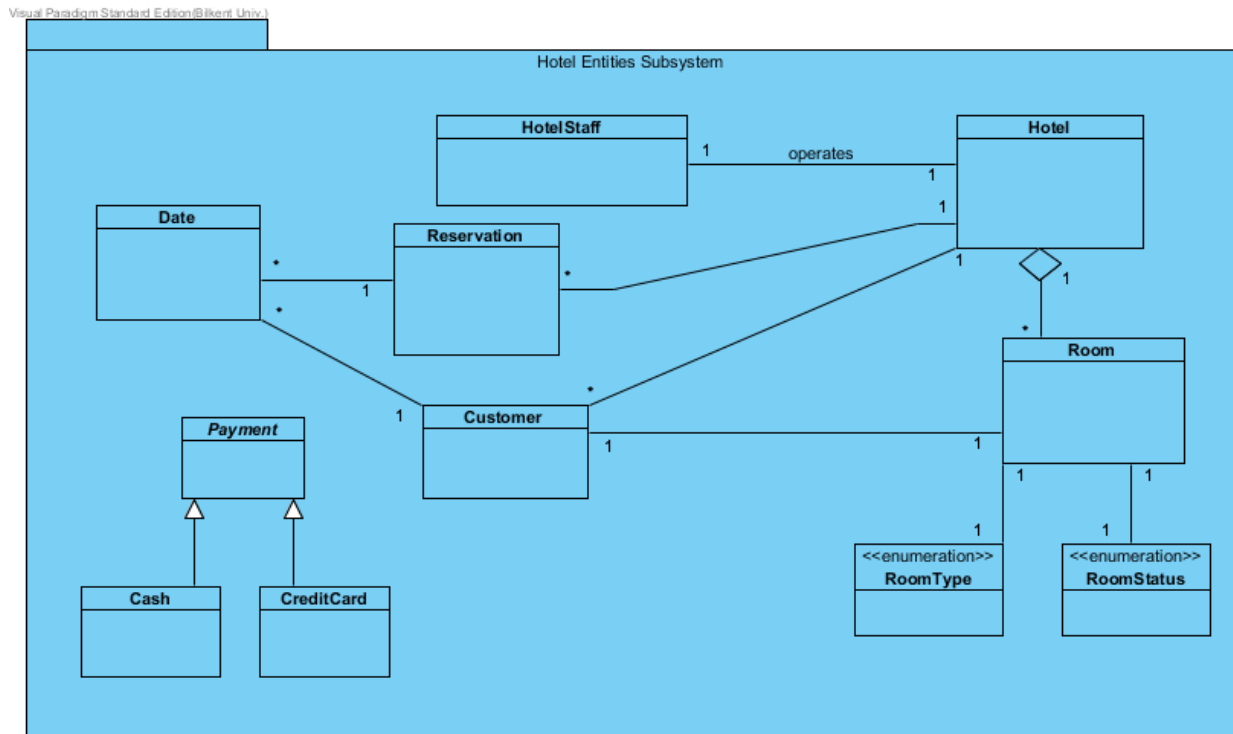 Visual Paradigm Standard Edition(Bilkent Univ.)
Hotel Entities Subsystem
HotelStaff
Hotel
1
operates
1
Date
Reservation
1
*
1
*
1
*
1
1
*
*
Room
*
Payment
1
Customer
1
1
1
1
1
1
<<enumeration>>
RoomType
<<enumeration>>
RoomStatus
Cash
CreditCard